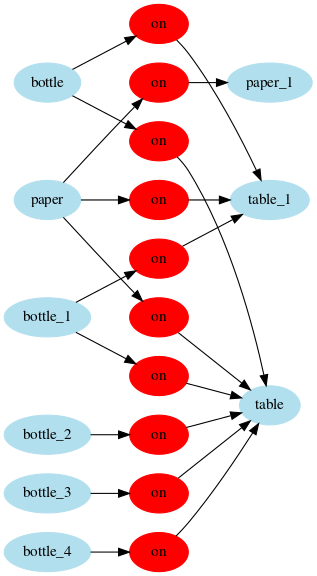 on
bottle
on
paper_1
on
paper
on
table_1
on
bottle_1
on
on
table
bottle_2
on
bottle_3
on
bottle_4
on